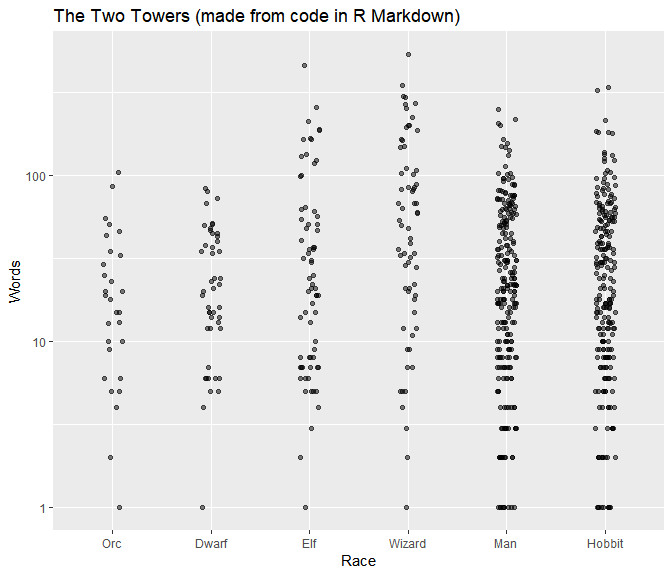 The Two Towers (made from code in R Markdown)
Words
100
10
1
Orc Dwarf Elf Wizard Man Hobbit
Race